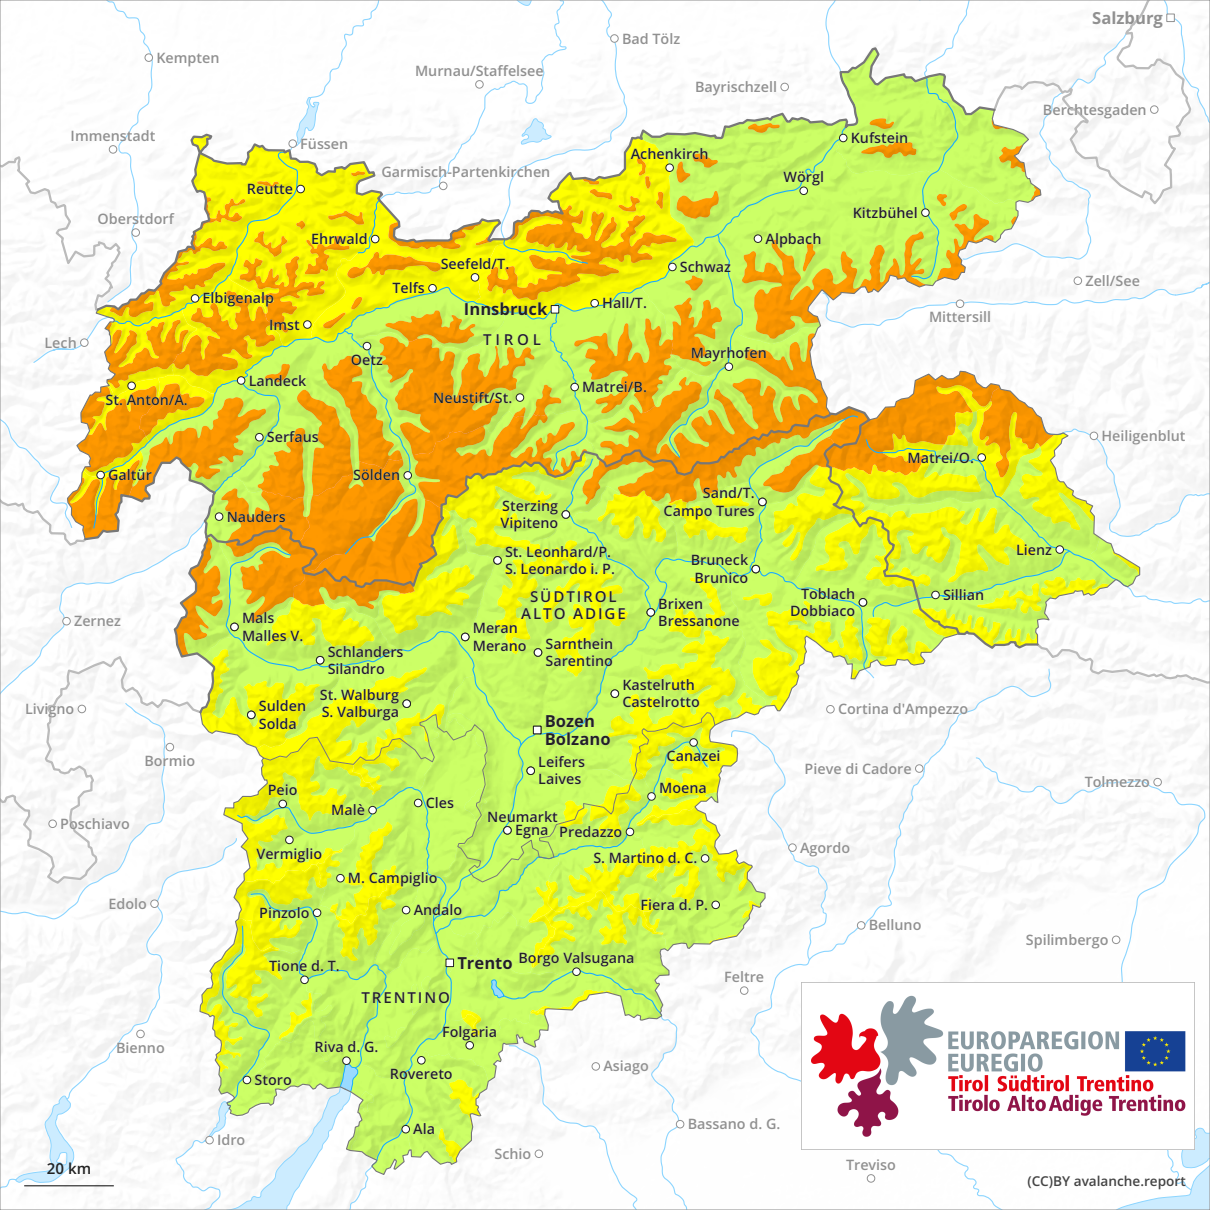 Salzburg
Bad Tölz
Kempten
Murnau/Staffelsee
Bayrischzell
Berchtesgaden
Immenstadt
Füssen
Kufstein
Achenkirch
Garmisch-Partenkirchen
Wörgl
Reutte
Oberstdorf
Kitzbühel
Ehrwald
Alpbach
Seefeld/T.
Schwaz
Zell/See
Telfs
Elbigenalp
Innsbruck
Hall/T.
Mittersill
Imst
TIROL
Lech
Oetz
Mayrhofen
Landeck
Matrei/B.
St. Anton/A.
Neustift/St.
Serfaus
Heiligenblut
Matrei/O.
Galtür
Sölden
Sand/T.
Campo Tures
Sterzing
Vipiteno
Nauders
Lienz
St. Leonhard/P.
S. Leonardo i. P.
Bruneck
Brunico
SÜDTIROL
ALTO ADIGE
Toblach
Dobbiaco
Sillian
Brixen
Bressanone
Zernez
Mals
Malles V.
Meran
Merano
Sarnthein
Sarentino
Schlanders
Silandro
Kastelruth
Castelrotto
St. Walburg
S. Valburga
Livigno
Sulden
Solda
Cortina d'Ampezzo
Bozen
Bolzano
Bormio
Canazei
Leifers
Laives
Pieve di Cadore
Tolmezzo
Peio
Moena
Malè
Cles
Neumarkt
Egna
Predazzo
Poschiavo
Vermiglio
Agordo
S. Martino d. C.
M. Campiglio
Edolo
Pinzolo
Andalo
Fiera d. P.
Belluno
Spilimbergo
Trento
Borgo Valsugana
Tione d. T.
Feltre
TRENTINO
Folgaria
Bienno
Riva d. G.
Rovereto
Asiago
Storo
Ala
Bassano d. G.
Idro
Schio
Treviso
EUROPAREGION
EUREGIO
Tirol Südtirol Trentino
Tirolo Alto Adige Trentino
20 km
(CC)BY avalanche.report